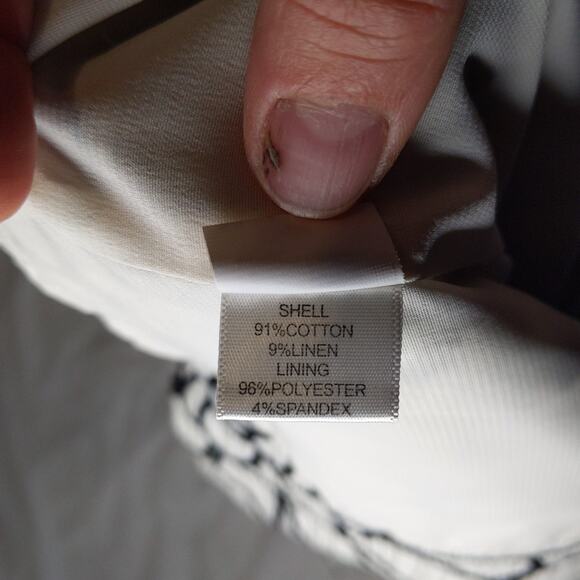 SHELL
91%COTTON
9%LINEN
LINING
96%POLYESTER
4%SPANDEX